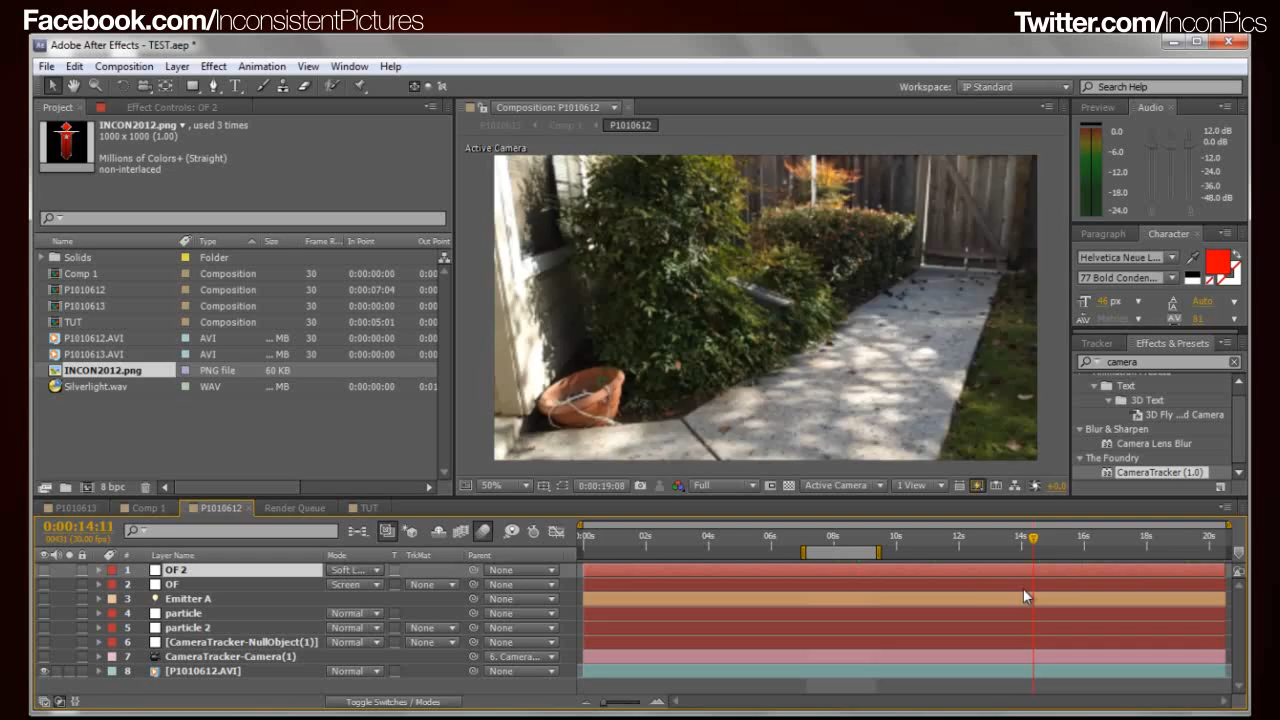 Facebook.com/InconsistentPictures
Twitter.com/InconPics
Adobe After Effects - TEST.aep *
File Edit Composition Layer Effect Animation View Window Help
Workspace: IP Standard Search Help
Project Effect Controls: OF 2
INCON2012.png ▾, used 3 times
1000 x 1000 (1.00)
Millions of Colors+ (Straight)
non-interlaced
Name Type Size Frame R... In Point Out Point
Solids Folder
Comp 1 Composition 30 0:00:00:00 0:00
P1010612 Composition 30 0:00:07:04 0:00
P1010613 Composition 30 0:00:00:00 0:00
TUT Composition 30 0:00:05:01 0:00
P1010612.AVI AVI ... MB 0:00:00:00 0:00
P1010613.AVI AVI ... MB 0:00:00:00 0:00
INCON2012.png PNG file 60 KB
Silverlight.wav WAV ... MB 0:00:00:00 0:01
8 bpc
Composition: P1010612
P1010613 Comp 1 P1010612
Active Camera
50% 0:00:19:08 Full Active Camera 1 View +0.0
Preview Audio
0.0 12.0 dB
0.0 dB
-6.0
-12.0 -12.0
-24.0
-18.0 -36.0
-24.0 -48.0 dB
Paragraph Character
Helvetica Neue L...
77 Bold Conden...
46 px Auto
Metrics 81
Tracker Effects & Presets
camera
Text
3D Text
3D Fly ...d Camera
Blur & Sharpen
Camera Lens Blur
The Foundry
CameraTracker (1.0)
P1010613 Comp 1 P1010612 Render Queue TUT
0:00:14:11
00431 (30.00 fps)
:00s 02s 04s 06s 08s 10s 12s 14s 16s 18s 20s
# Layer Name Mode T TrkMat Parent
1 OF 2 Soft L... None
2 OF Screen None None
3 Emitter A None
4 particle Normal None
5 particle 2 Normal None None
6 [CameraTracker-NullObject(1)] Normal None None
7 CameraTracker-Camera(1) 6. Camera...
8 [P1010612.AVI] Normal None None
Toggle Switches / Modes